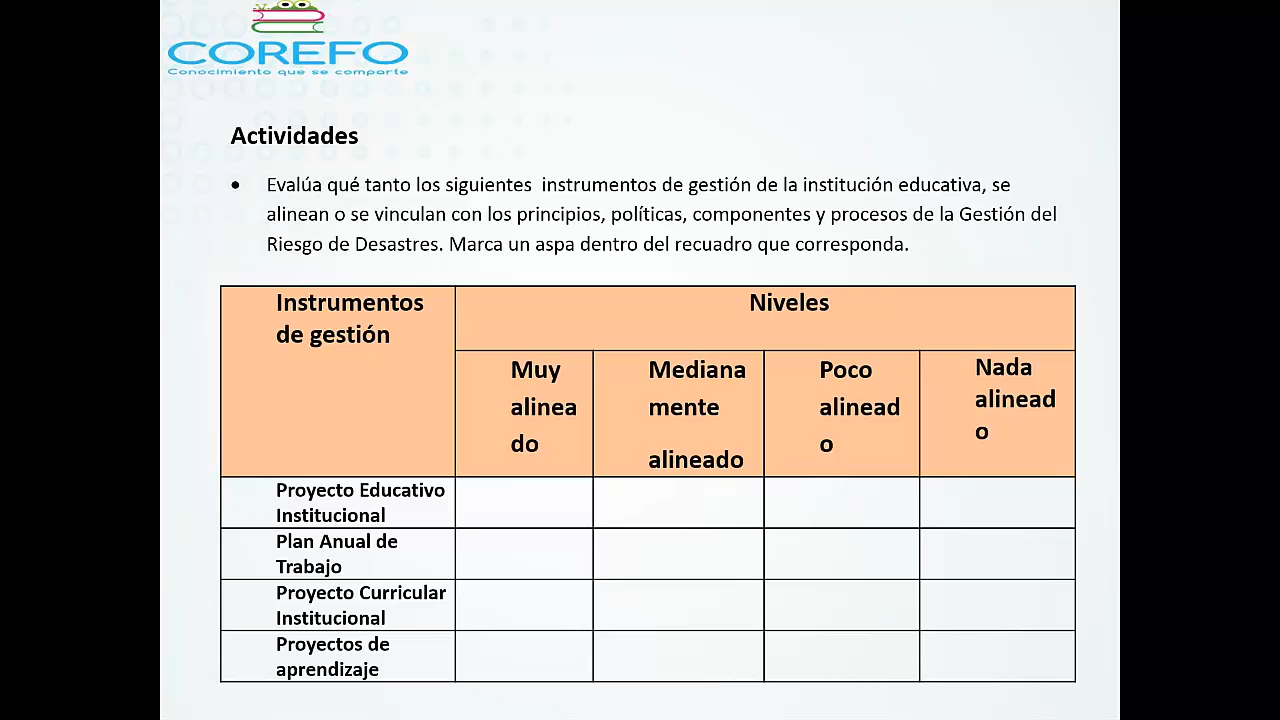 COREFO
Conocimiento que se comparte
Actividades
• Evalúa qué tanto los siguientes instrumentos de gestión de la institución educativa, se
alinean o se vinculan con los principios, políticas, componentes y procesos de la Gestión del
Riesgo de Desastres. Marca un aspa dentro del recuadro que corresponda.
Instrumentos
de gestión
Niveles
Muy
alinea
do
Mediana
mente
alineado
Poco
alinead
o
Nada
alinead
o
Proyecto Educativo
Institucional
Plan Anual de
Trabajo
Proyecto Curricular
Institucional
Proyectos de
aprendizaje